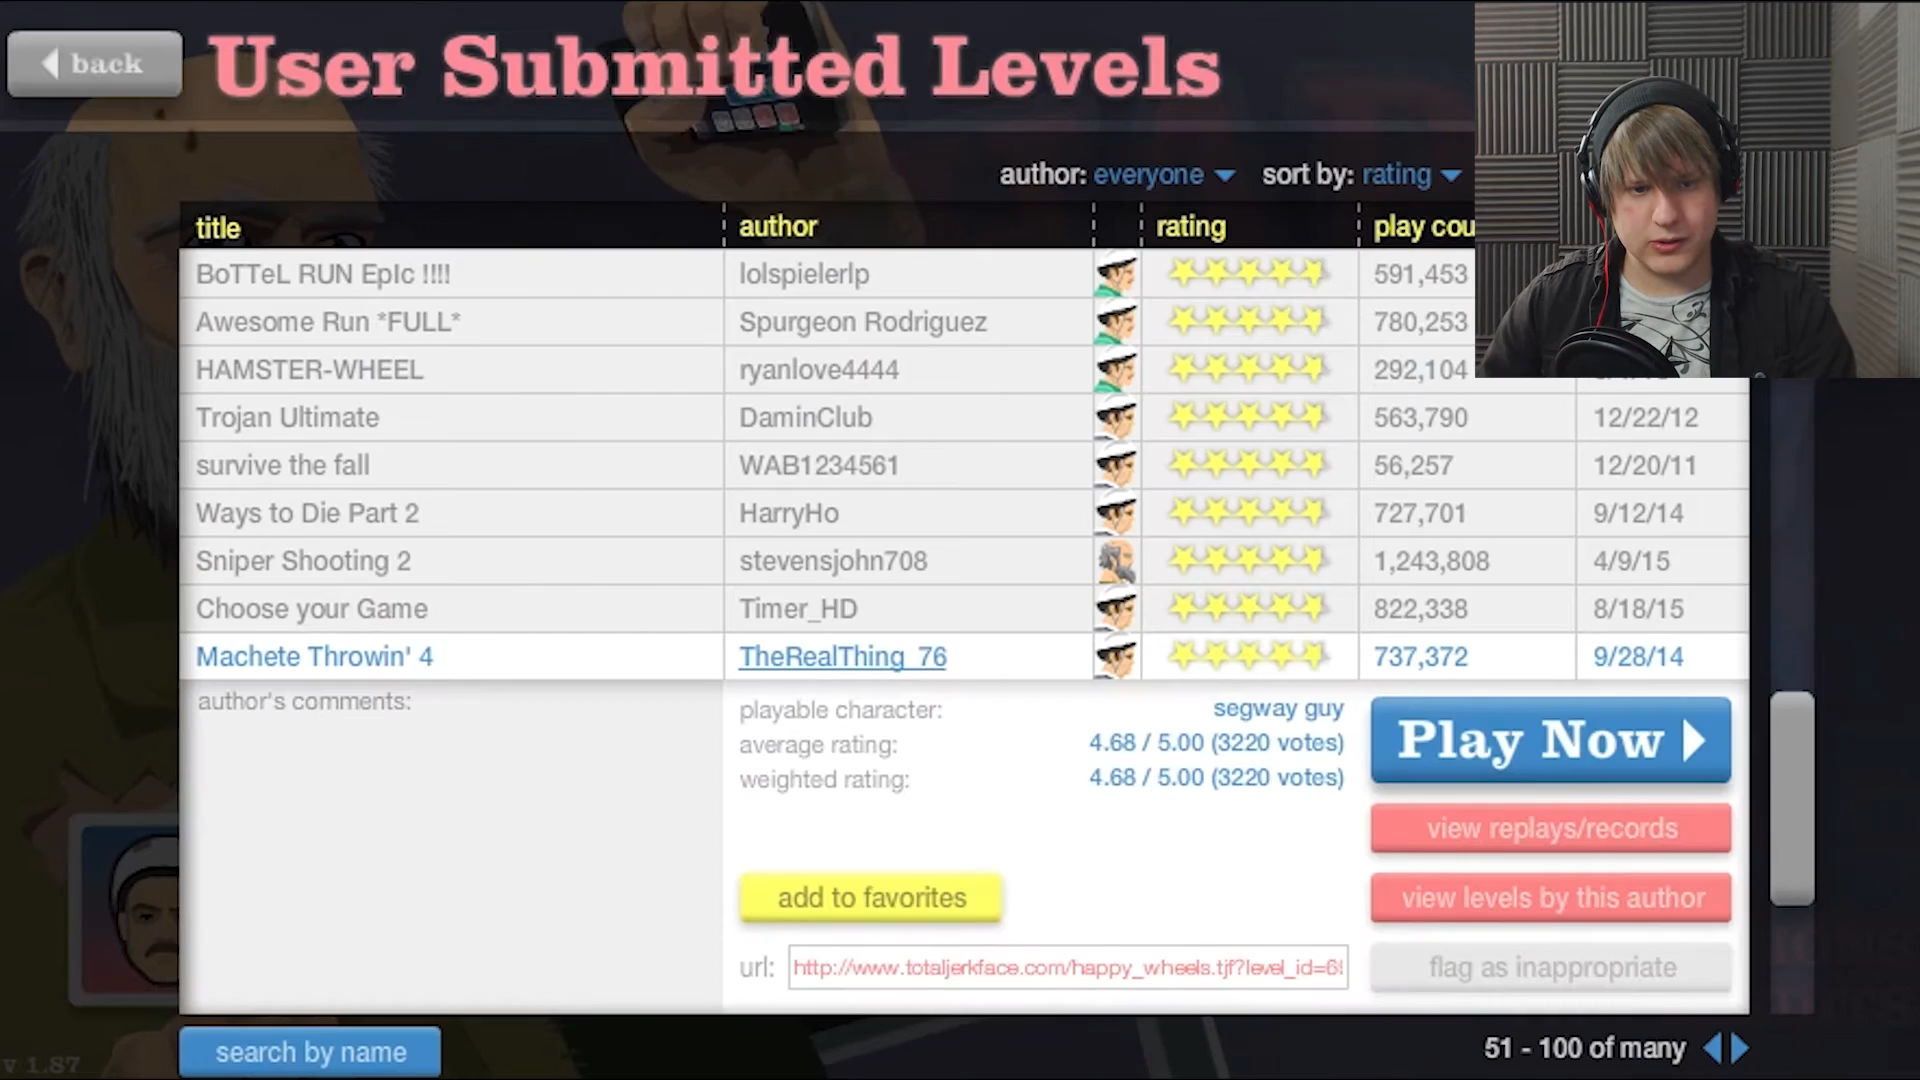 back
User Submitted Levels
author: everyone sort by: rating
title author rating play cou
BoTTeL RUN EpIc !!!! lolspielerlp 591,453
Awesome Run *FULL* Spurgeon Rodriguez 780,253
HAMSTER-WHEEL ryanlove4444 292,104
Trojan Ultimate DaminClub 563,790 12/22/12
survive the fall WAB1234561 56,257 12/20/11
Ways to Die Part 2 HarryHo 727,701 9/12/14
Sniper Shooting 2 stevensjohn708 1,243,808 4/9/15
Choose your Game Timer_HD 822,338 8/18/15
Machete Throwin' 4 TheRealThing_76 737,372 9/28/14
author's comments:
playable character: segway guy
average rating: 4.68 / 5.00 (3220 votes)
weighted rating: 4.68 / 5.00 (3220 votes)
Play Now
view replays/records
add to favorites
view levels by this author
url: http://www.totaljerkface.com/happy_wheels.tjf?level_id=6
flag as inappropriate
search by name
51 - 100 of many
v 1.87